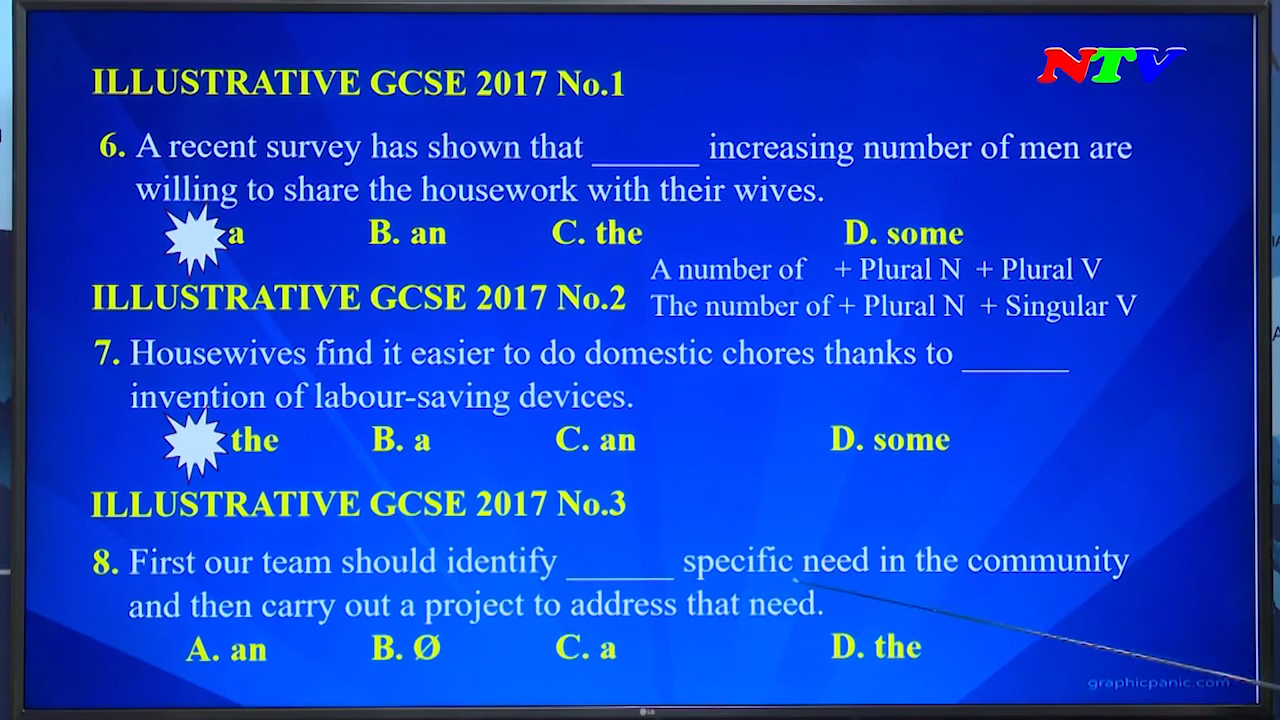 NTV
ILLUSTRATIVE GCSE 2017 No.1
6. A recent survey has shown that ______ increasing number of men are
willing to share the housework with their wives.
a B. an C. the D. some
A number of + Plural N + Plural V
ILLUSTRATIVE GCSE 2017 No.2
The number of + Plural N + Singular V
7. Housewives find it easier to do domestic chores thanks to ______
invention of labour-saving devices.
the B. a C. an D. some
ILLUSTRATIVE GCSE 2017 No.3
8. First our team should identify ______ specific need in the community
and then carry out a project to address that need.
A. an B. Ø C. a D. the
graphicpanic.com
LG